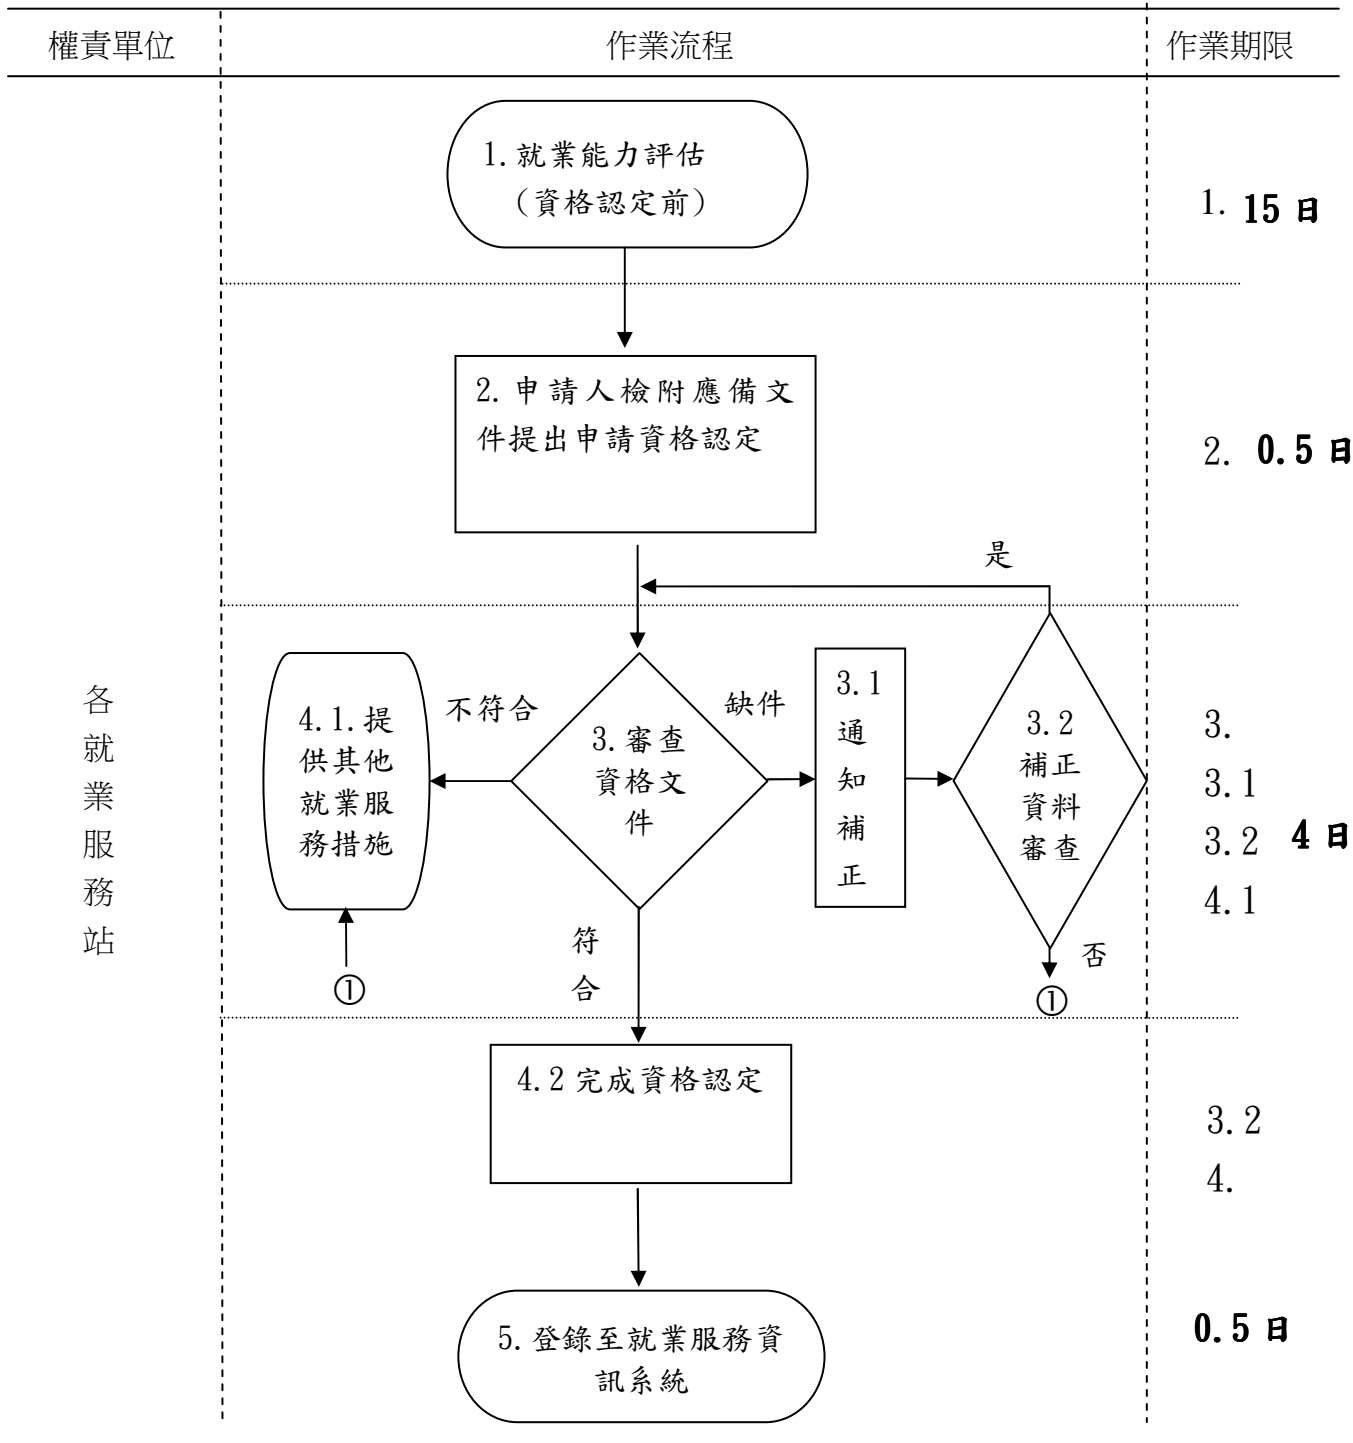 權責單位
作業流程
作業期限
1.就業能力評估
（資格認定前）
1. 15日
2.申請人檢附應備文
件提出申請資格認定
2. 0.5日
是
各
就
業
服
務
站
4.1.提
供其他
就業服
務措施
不符合
3.審查
資格文
件
缺件
3.1
通
知
補
正
3.2
補正
資料
審查
3.
3.1
3.2 4日
4.1
①
符
合
否
①
4.2完成資格認定
3.2
4.
5.登錄至就業服務資
訊系統
0.5日